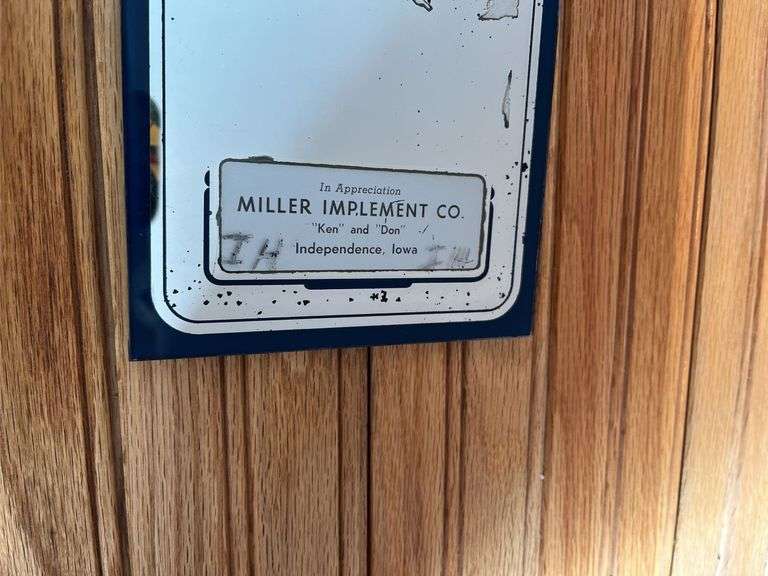 In Appreciation
MILLER IMPLEMENT CO.
"Ken" and "Don"
IH Independence, Iowa IH